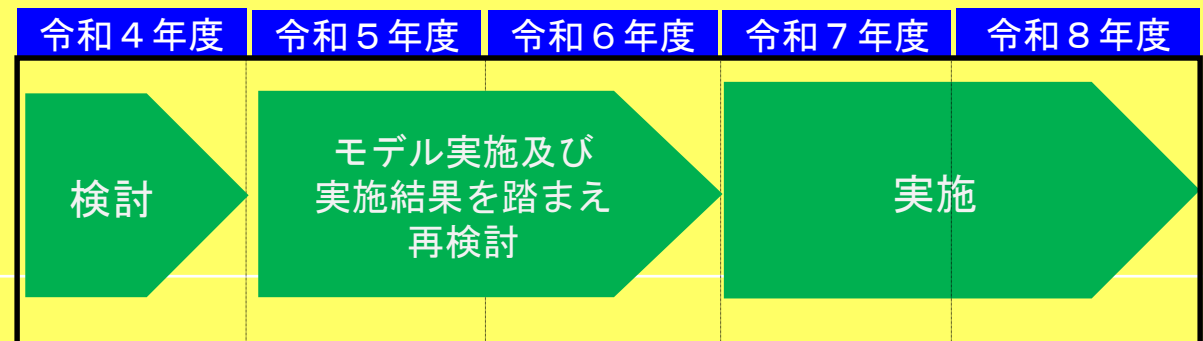 令和４年度
令和５年度
令和６年度
令和７年度
令和８年度
検討
モデル実施及び
実施結果を踏まえ
再検討
実施